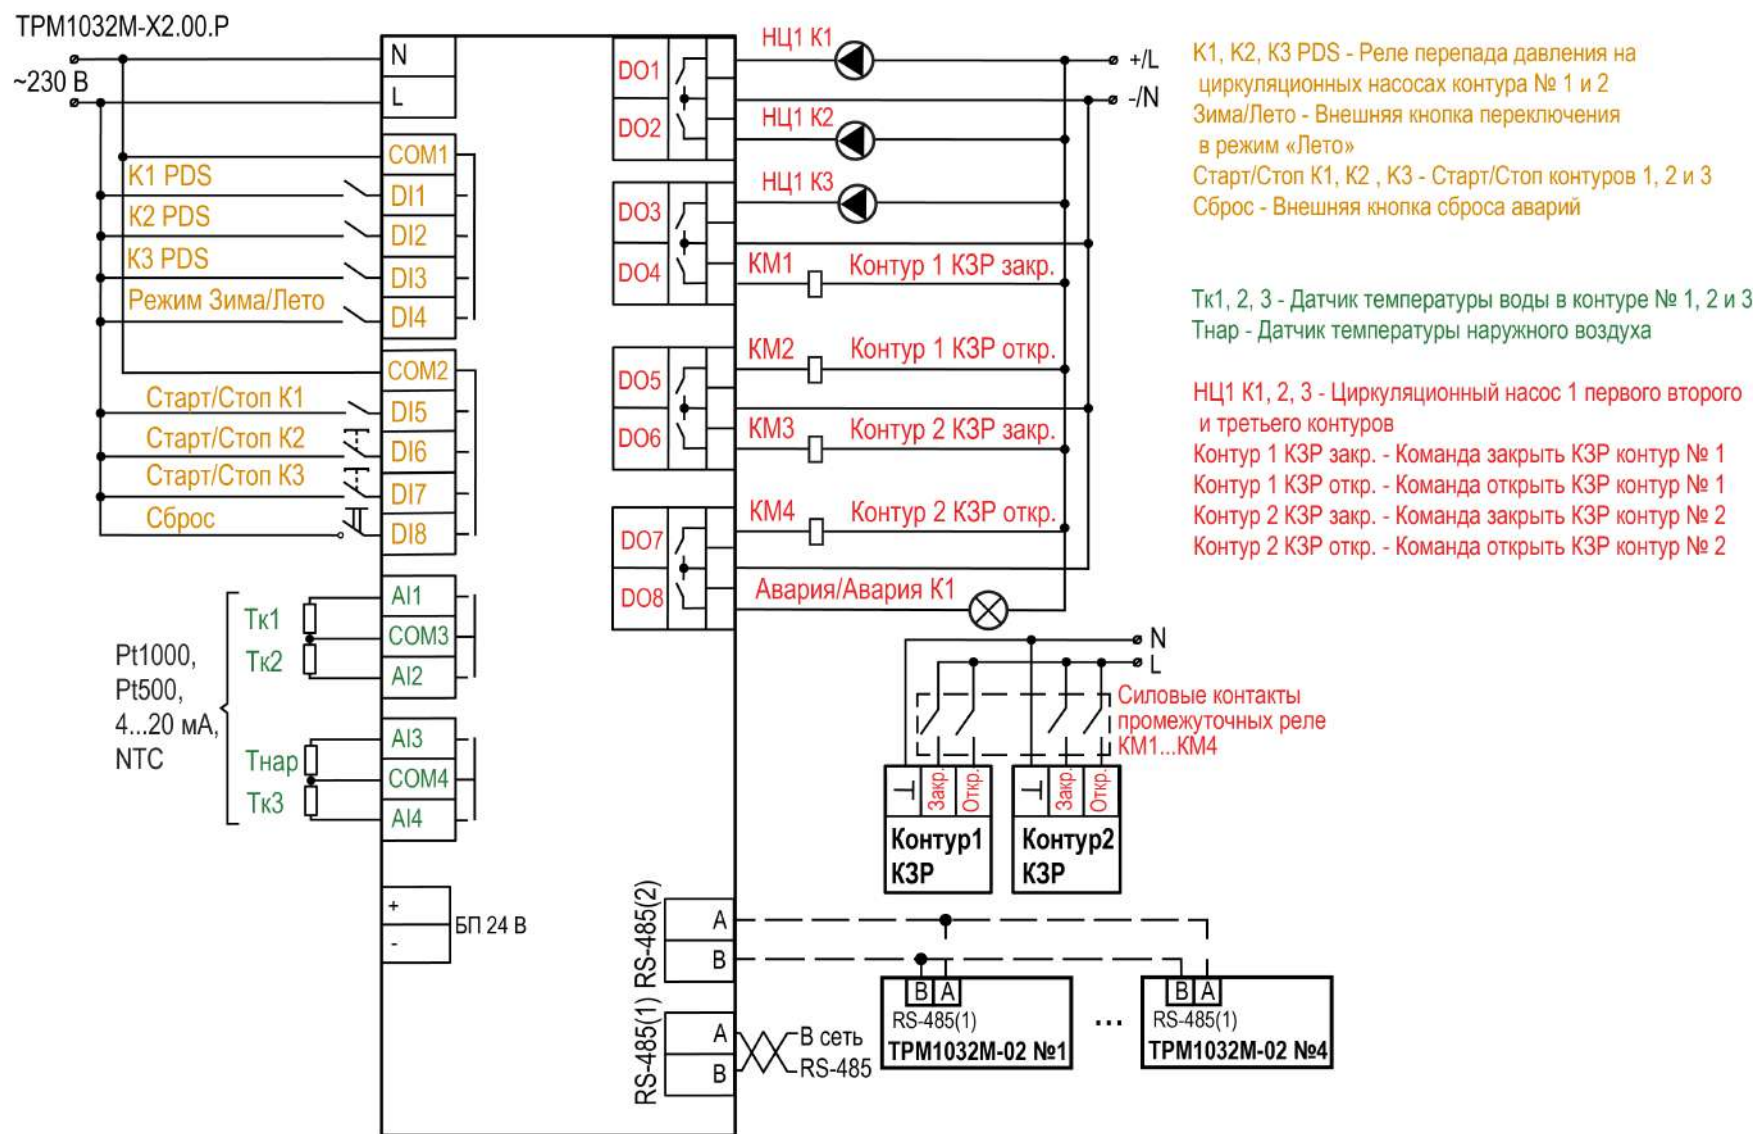 ТРМ1032М-Х2.00.Р
~230 В
N
L
COM1
K1 PDS
DI1
К2 PDS
DI2
К3 PDS
DI3
Режим Зима/Лето
DI4
COM2
Старт/Стоп К1
DI5
Старт/Стоп К2
DI6
Старт/Стоп К3
DI7
Сброс
DI8
Pt1000,
Pt500,
4...20 мА,
NTC
Тк1
Тк2
AI1
COM3
AI2
Тнар
Тк3
AI3
COM4
AI4
+
-
БП 24 В
DO1
DO2
DO3
DO4
DO5
DO6
DO7
DO8
НЦ1 К1
+/L
-/N
НЦ1 К2
НЦ1 К3
КМ1 Контур 1 КЗР закр.
КМ2 Контур 1 КЗР откр.
КМ3 Контур 2 КЗР закр.
КМ4 Контур 2 КЗР откр.
Авария/Авария К1
N
L
Силовые контакты
промежуточных реле
КМ1...КМ4
Закр.
Откр.
Контур1
КЗР
Закр.
Откр.
Контур2
КЗР
RS-485(2)
A
B
RS-485(1)
A
B
В сеть
RS-485
B A
RS-485(1)
ТРМ1032М-02 №1
...
B A
RS-485(1)
ТРМ1032М-02 №4
К1, К2, К3 PDS - Реле перепада давления на
циркуляционных насосах контура № 1 и 2
Зима/Лето - Внешняя кнопка переключения
в режим «Лето»
Старт/Стоп К1, К2 , К3 - Старт/Стоп контуров 1, 2 и 3
Сброс - Внешняя кнопка сброса аварий
Тк1, 2, 3 - Датчик температуры воды в контуре № 1, 2 и 3
Тнар - Датчик температуры наружного воздуха
НЦ1 К1, 2, 3 - Циркуляционный насос 1 первого второго
и третьего контуров
Контур 1 КЗР закр. - Команда закрыть КЗР контур № 1
Контур 1 КЗР откр. - Команда открыть КЗР контур № 1
Контур 2 КЗР закр. - Команда закрыть КЗР контур № 2
Контур 2 КЗР откр. - Команда открыть КЗР контур № 2